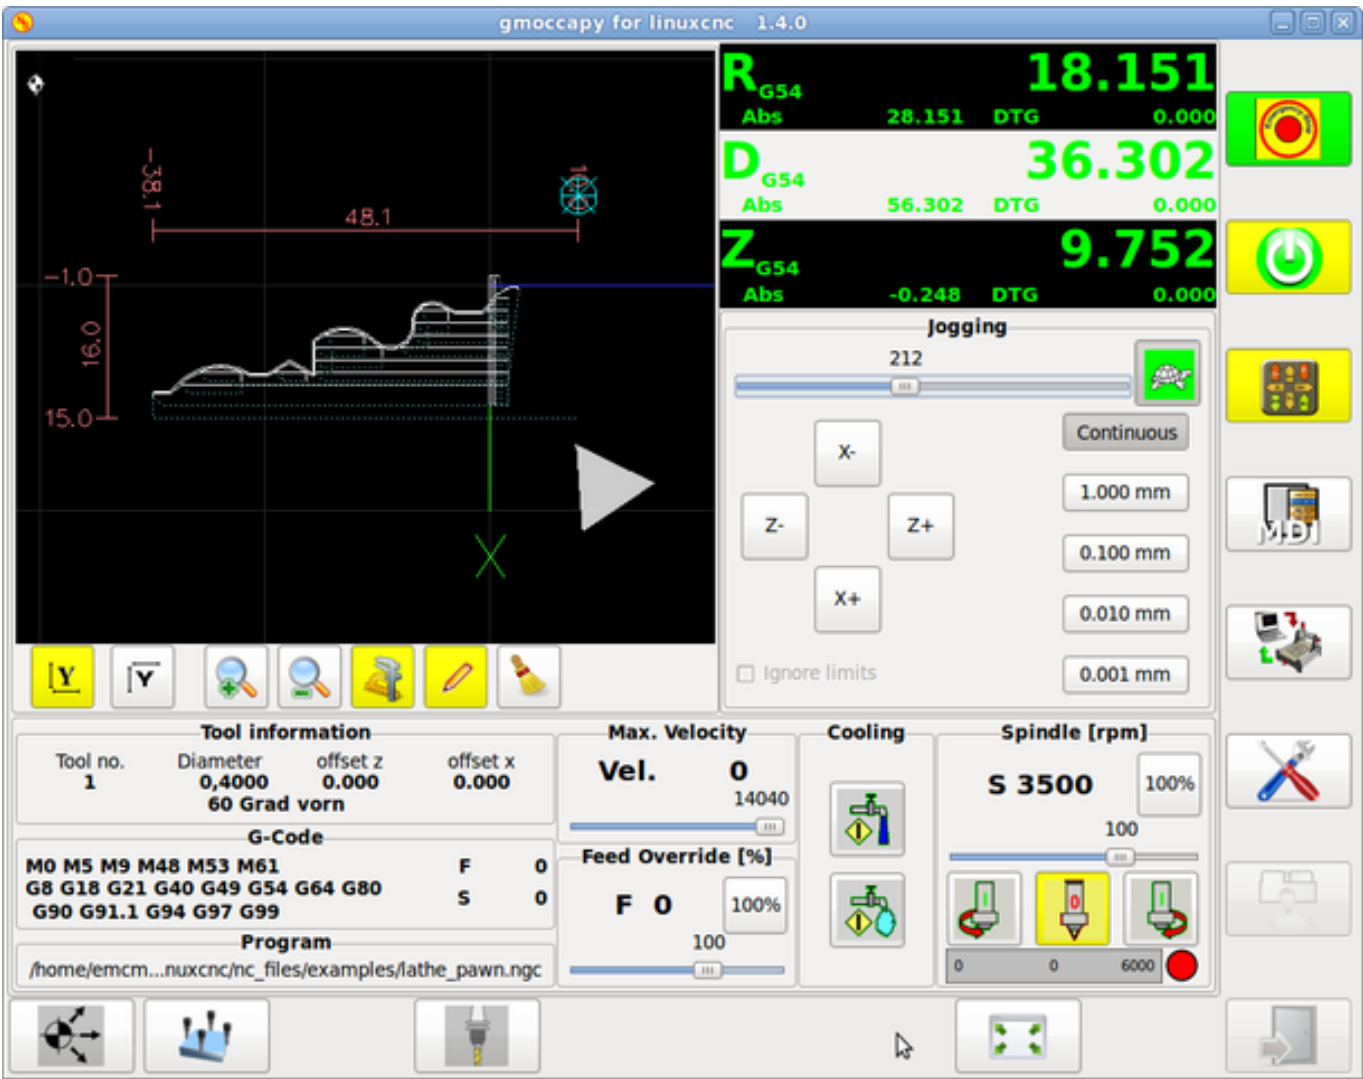 gmoccapy for linuxcnc 1.4.0
R G54 18.151
Abs 28.151 DTG 0.000
D G54 36.302
Abs 56.302 DTG 0.000
Z G54 9.752
Abs -0.248 DTG 0.000
-38.1
48.1
-1.0
16.0
15.0
X
Jogging
212
Continuous
X-
1.000 mm
Z- Z+
0.100 mm
X+
0.010 mm
Ignore limits
0.001 mm
MDI
Y Y
Tool information
Tool no. Diameter offset z offset x
1 0,4000 0.000 0.000
60 Grad vorn
G-Code
M0 M5 M9 M48 M53 M61
G8 G18 G21 G40 G49 G54 G64 G80
G90 G91.1 G94 G97 G99
F 0
S 0
Program
/home/emcm...nuxcnc/nc_files/examples/lathe_pawn.ngc
Max. Velocity
Vel. 0
14040
Feed Override [%]
F 0 100%
100
Cooling
Spindle [rpm]
S 3500 100%
100
I 0 I
0 0 6000